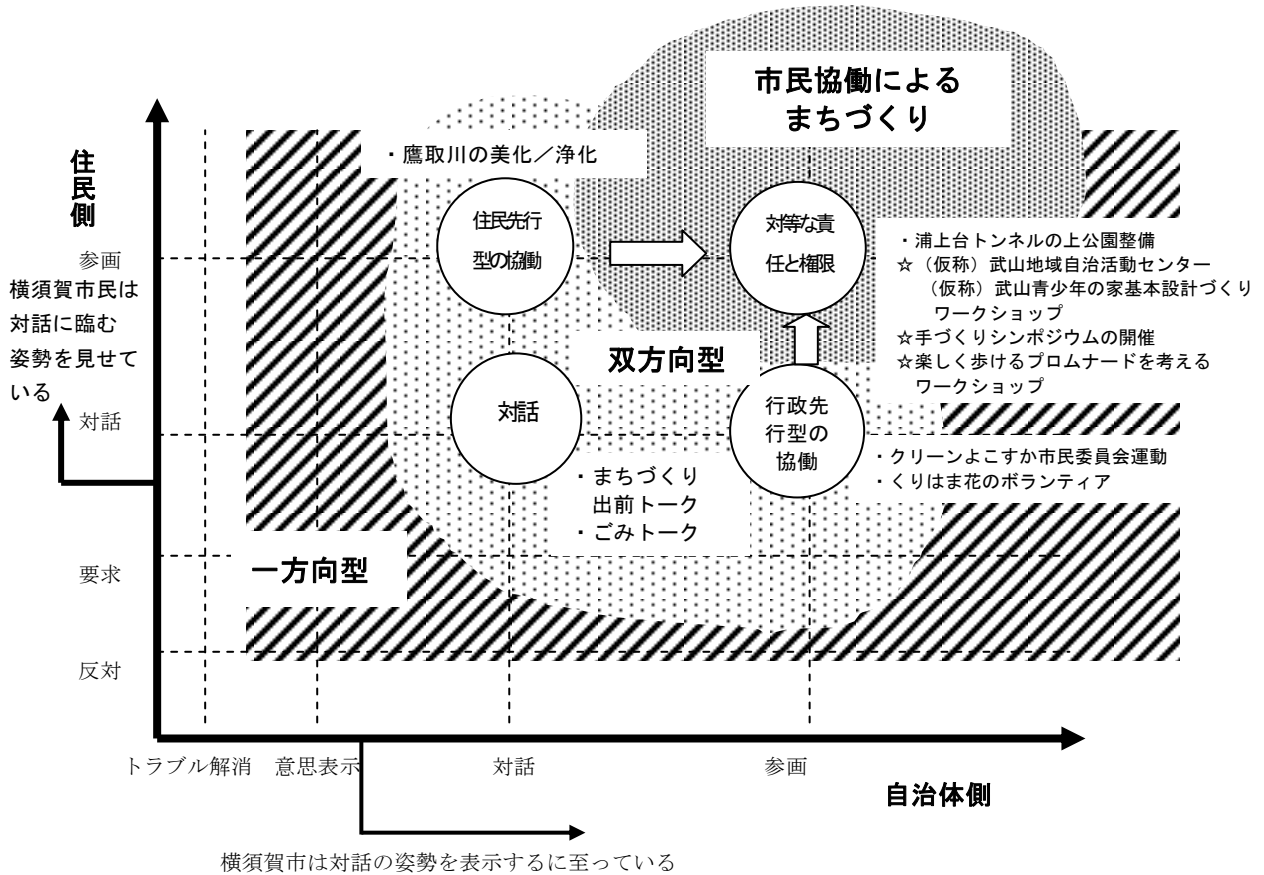 市民協働による
まちづくり
住民側
・鷹取川の美化／浄化
住民先行
型の協働
対等な責
任と権限
・浦上台トンネルの上公園整備
☆（仮称）武山地域自治活動センター
（仮称）武山青少年の家基本設計づくり
ワークショップ
☆手づくりシンポジウムの開催
☆楽しく歩けるプロムナードを考える
ワークショップ
参画
横須賀市民は
対話に臨む
姿勢を見せて
いる
双方向型
対話
対話
行政先
行型の
協働
・クリーンよこすか市民委員会運動
・くりはま花のボランティア
・まちづくり
出前トーク
・ごみトーク
一方向型
要求
反対
トラブル解消
意思表示
対話
参画
自治体側
横須賀市は対話の姿勢を表示するに至っている